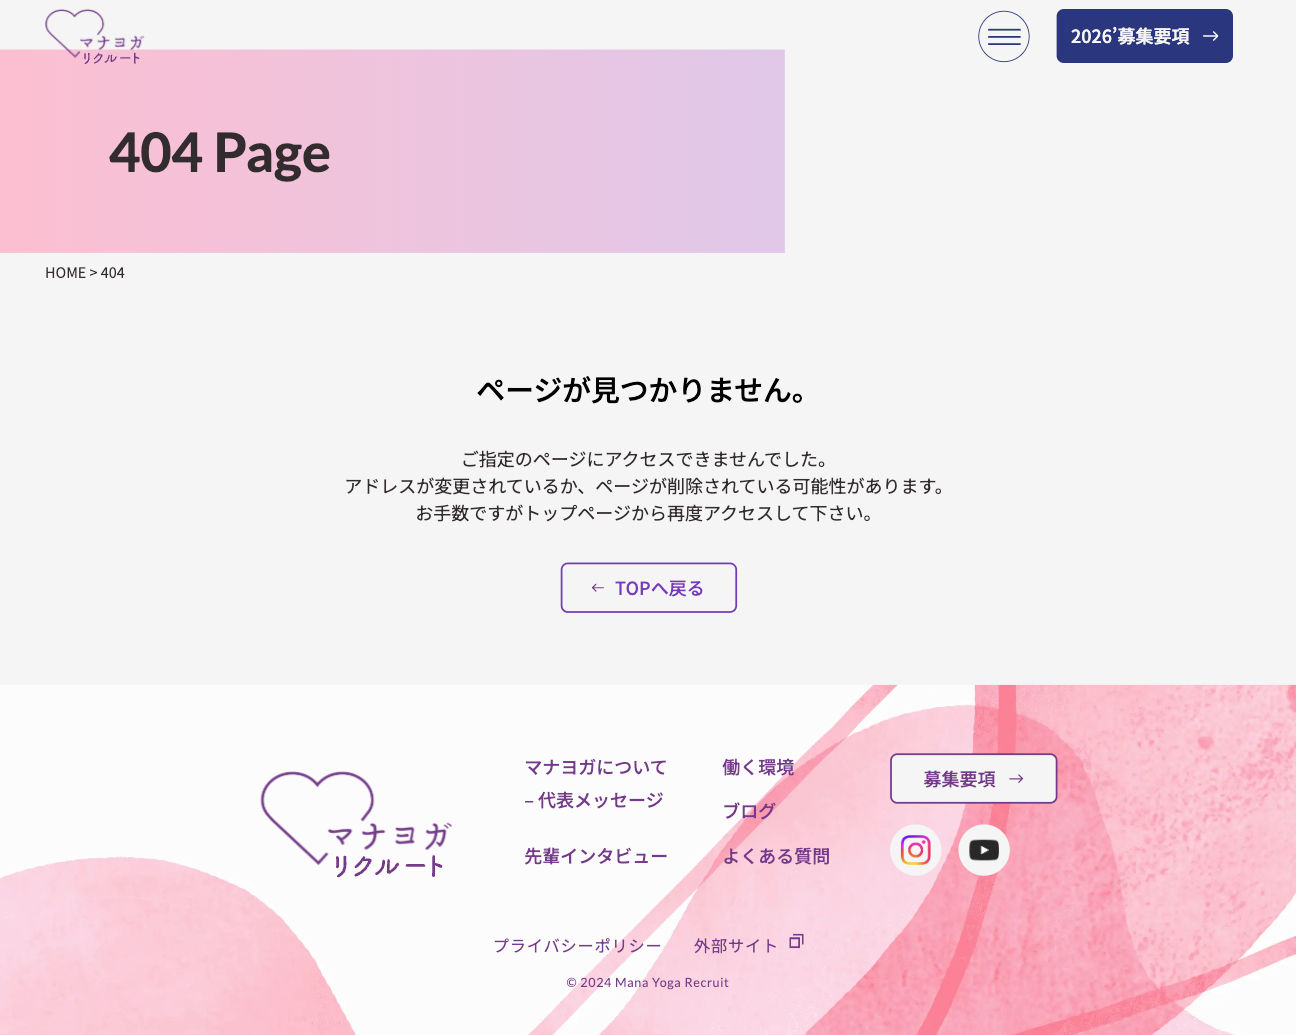 マナヨガ
リクルート
2026’募集要項
404 Page
HOME > 404
ページが見つかりません。
ご指定のページにアクセスできませんでした。
アドレスが変更されているか、ページが削除されている可能性があります。
お手数ですがトップページから再度アクセスして下さい。
TOPへ戻る
マナヨガ
リクルート
マナヨガについて
– 代表メッセージ
先輩インタビュー
働く環境
ブログ
よくある質問
募集要項
プライバシーポリシー
外部サイト
© 2024 Mana Yoga Recruit